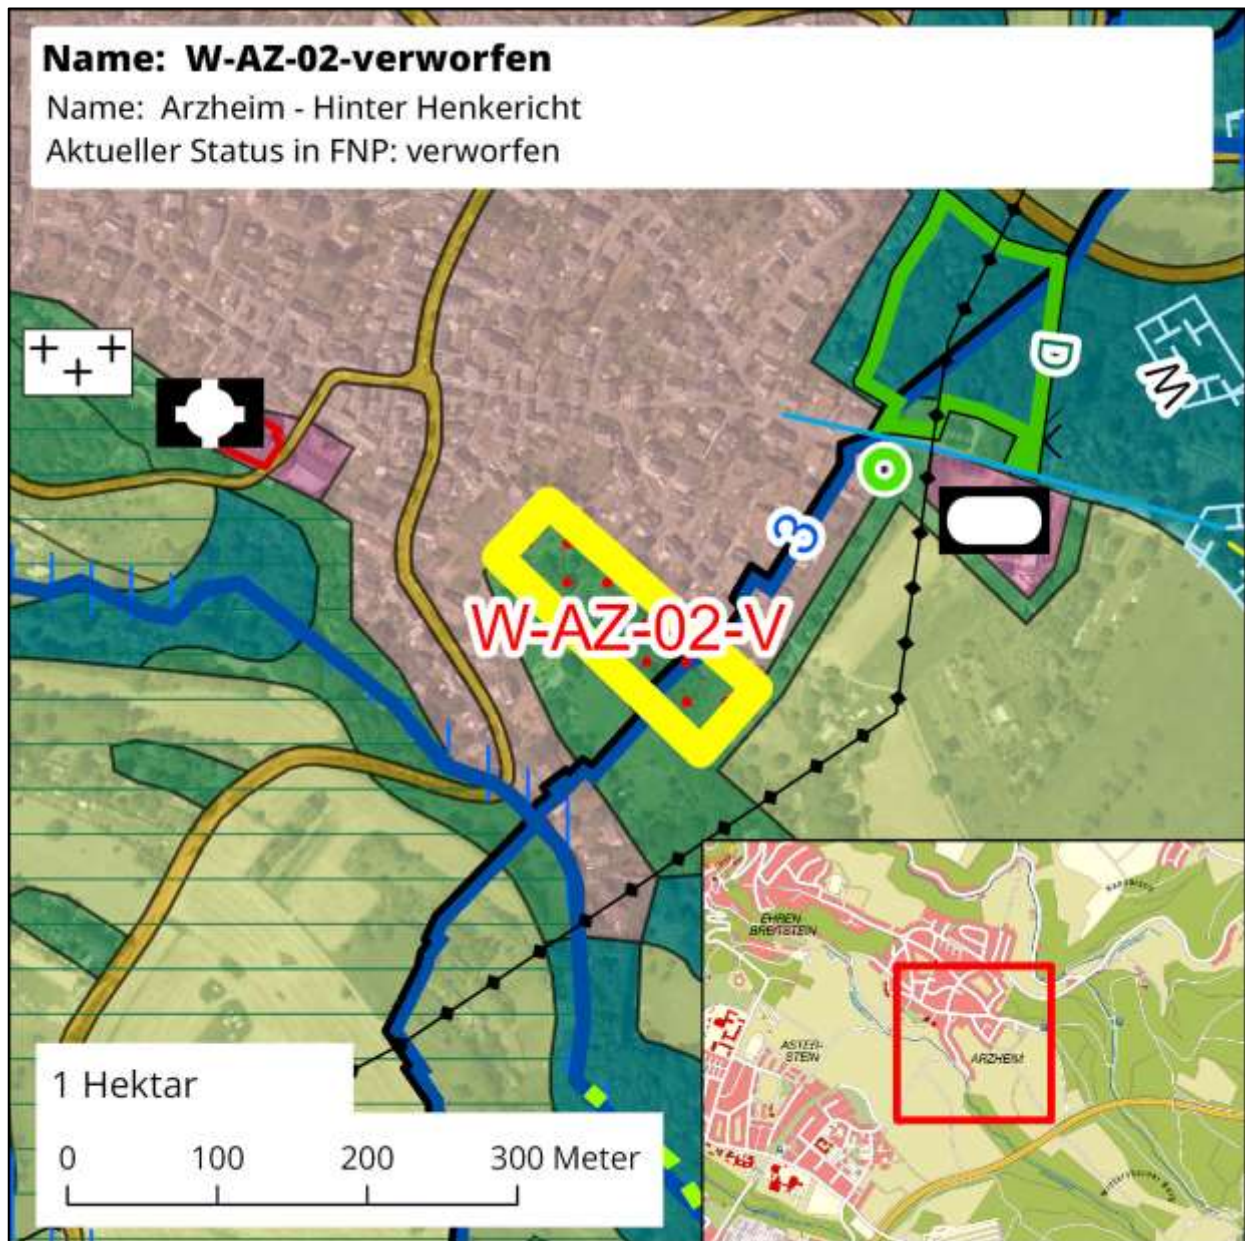 Name: W-AZ-02-verworfen
Name: Arzheim - Hinter Henkericht
Aktueller Status in FNP: verworfen
D
M
3
W-AZ-02-V
EHREN
BREITSTEIN
ASTER-
STEIN
ARZHEIM
1 Hektar
0 100 200 300 Meter